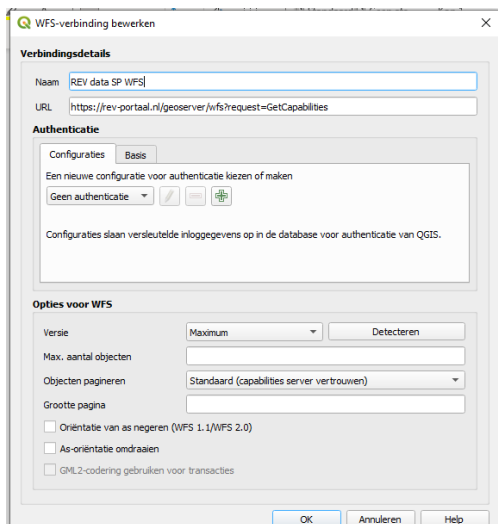 WFS-verbinding bewerken
Verbindingsdetails
Naam REV data SP WFS
URL https://rev-portaal.nl/geoserver/wfs?request=GetCapabilities
Authenticatie
Configuraties Basis
Een nieuwe configuratie voor authenticatie kiezen of maken
Geen authenticatie
Configuraties slaan versleutelde inloggegevens op in de database voor authenticatie van QGIS.
Opties voor WFS
Versie Maximum Detecteren
Max. aantal objecten
Objecten pagineren Standaard (capabilities server vertrouwen)
Grootte pagina
Oriëntatie van as negeren (WFS 1.1/WFS 2.0)
As-oriëntatie omdraaien
GML2-codering gebruiken voor transacties
OK Annuleren Help